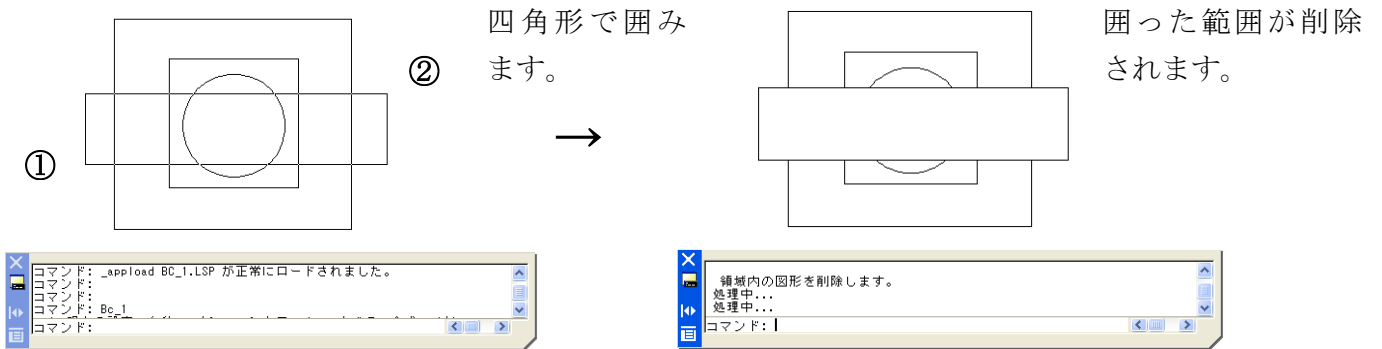 四角形で囲み
ます。
囲った範囲が削除
されます。
②
→
①
コマンド: _appload BC_1.LSP が正常にロードされました。
コマンド:
コマンド:
コマンド: Bc_1
コマンド:
領域内の図形を削除します。
処理中...
処理中...
コマンド: